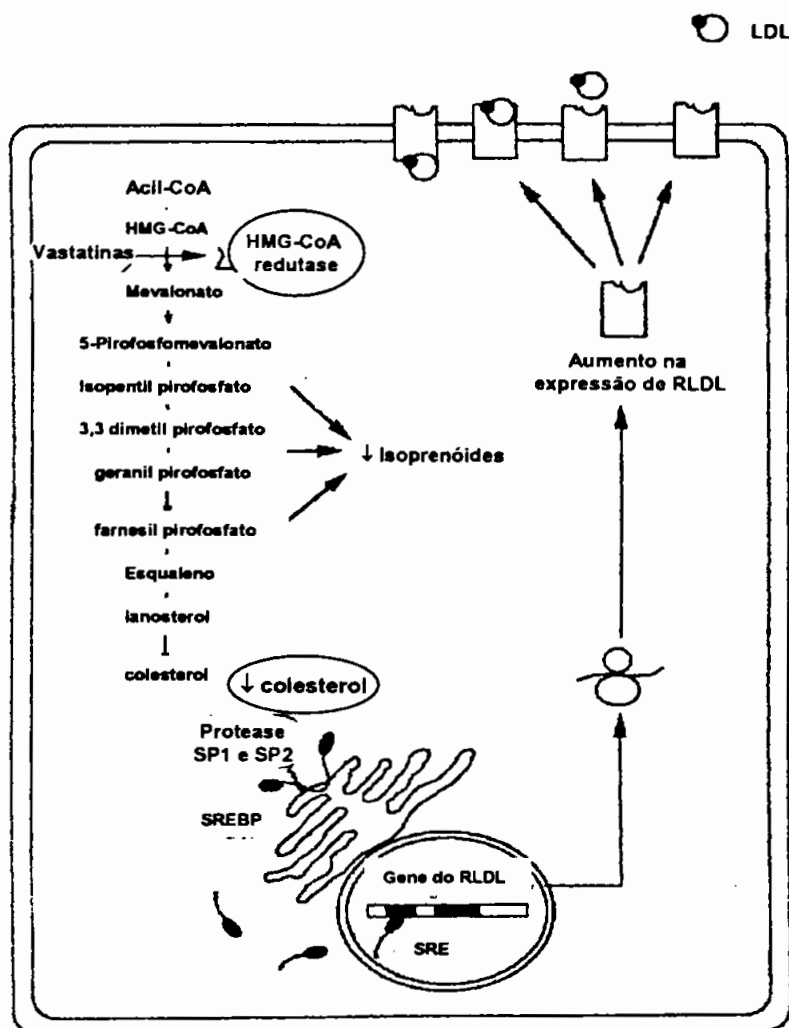 LDL
Acil-CoA
HMG-CoA
Vastatinas
HMG-CoA
redutase
Mevalonato
5-Pirofosfomevalonato
Isopentil pirofosfato
3,3 dimetil pirofosfato
geranil pirofosfato
↓ Isoprenóides
farnesil pirofosfato
Esqualeno
lanosterol
colesterol
↓ colesterol
Protease
SP1 e SP2
SREBP
Aumento na
expressão de RLDL
Gene do RLDL
SRE